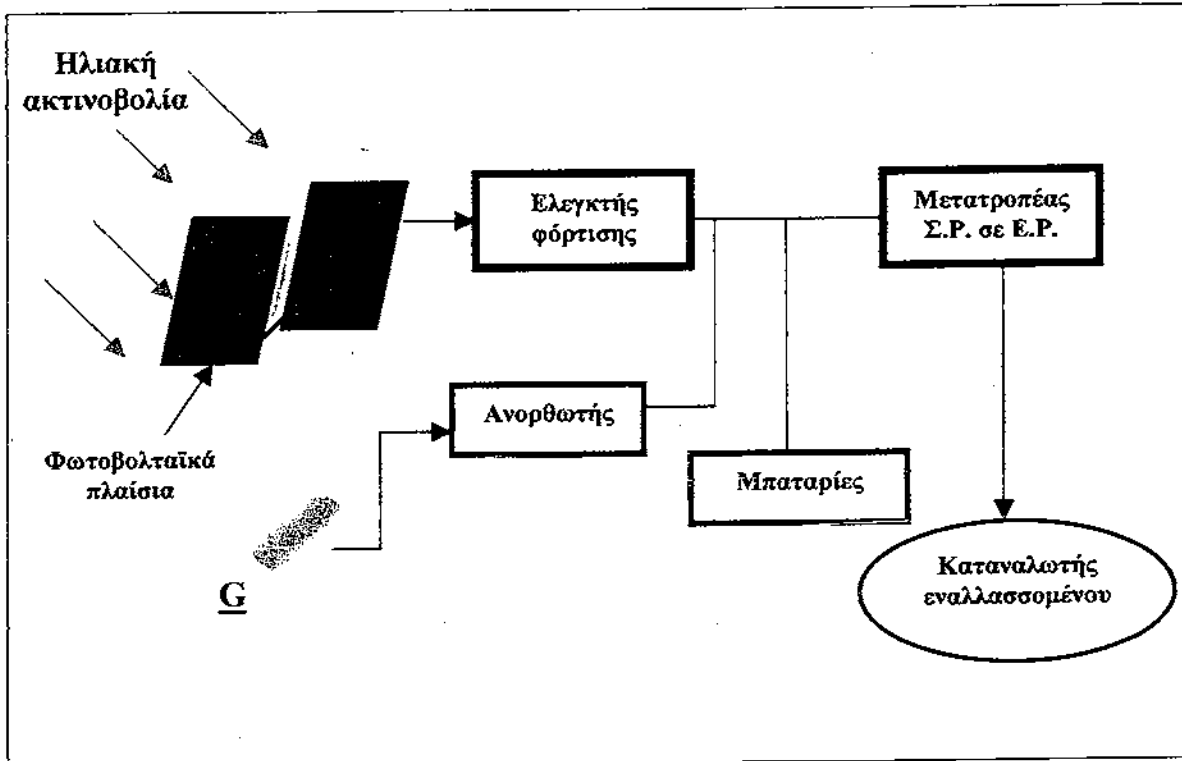 Ηλιακή
ακτινοβολία
Ελεγκτής
φόρτισης
Μετατροπέας
Σ.Ρ. σε Ε.Ρ.
Ανορθωτής
Φωτοβολταϊκά
πλαίσια
Μπαταρίες
G
Καταναλωτής
εναλλασσομένου